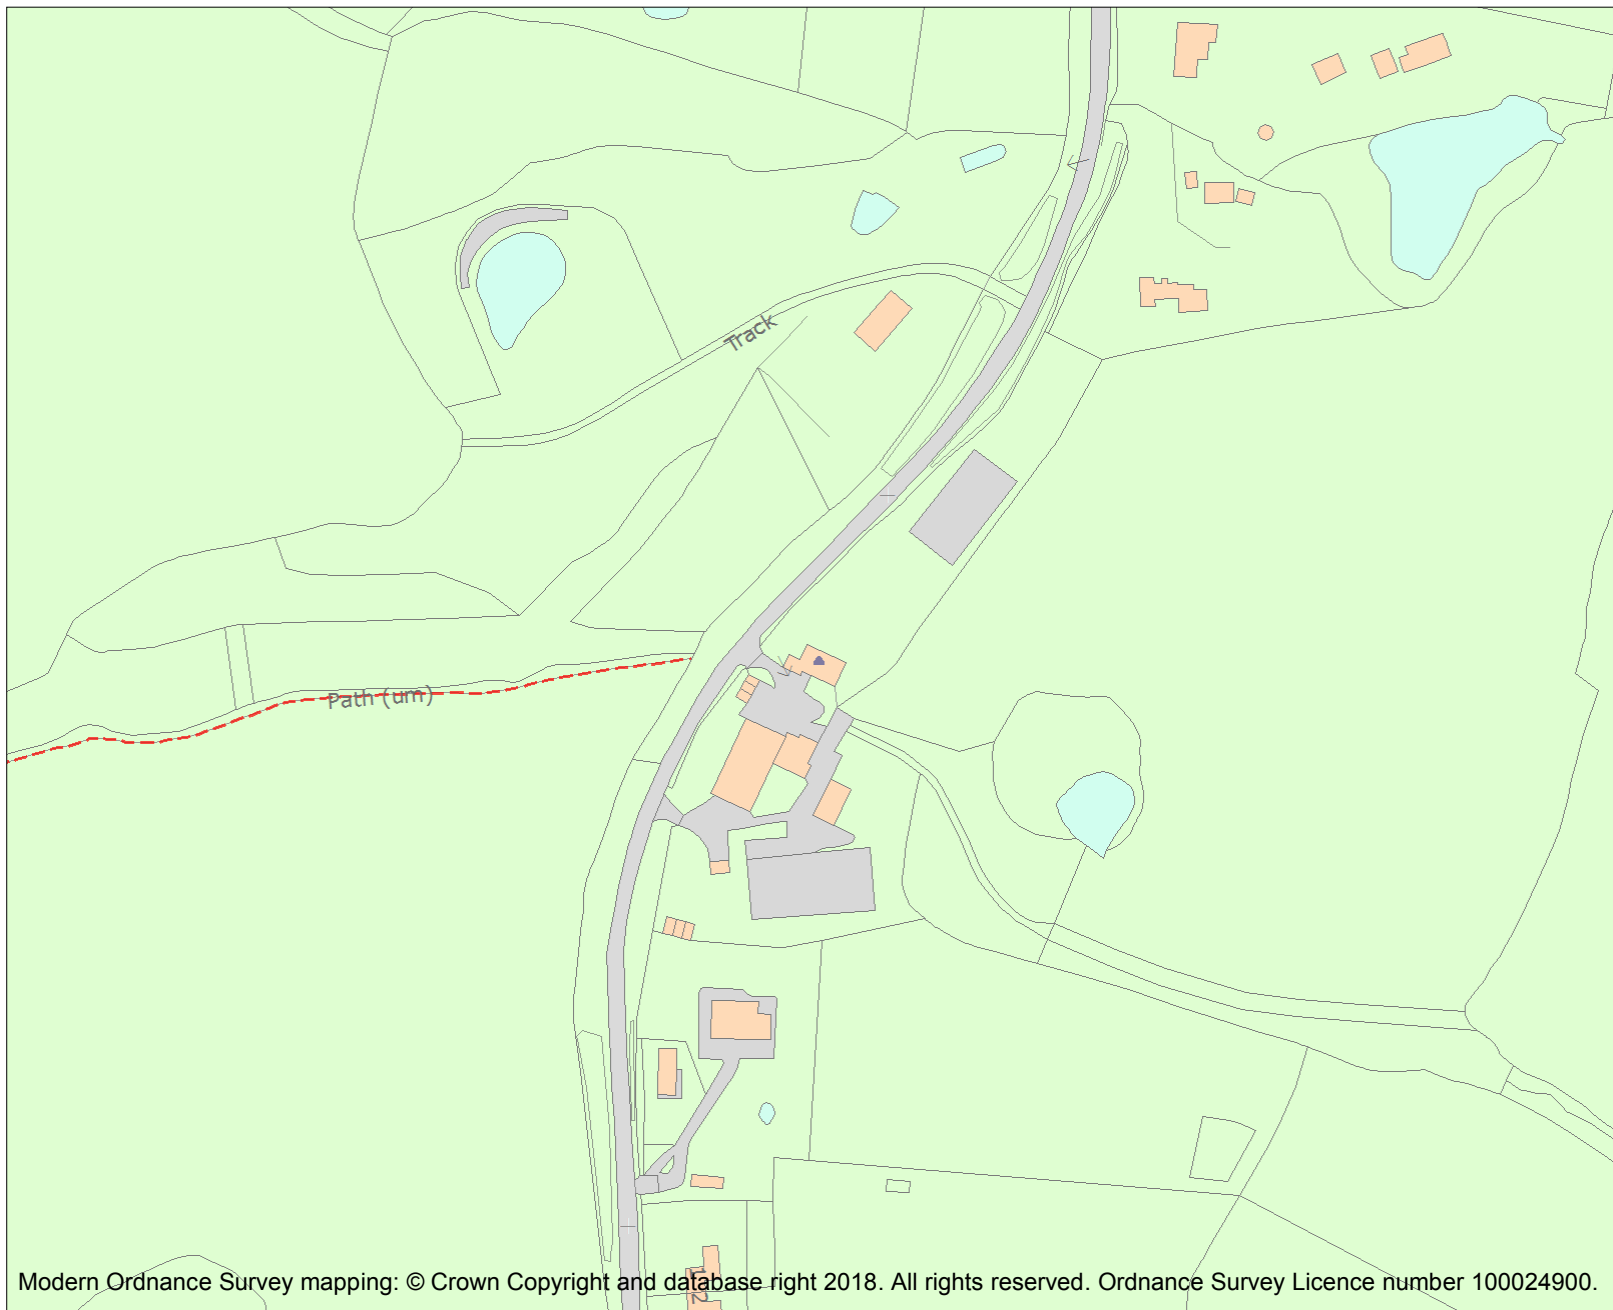 Track
Path (um)
Modern Ordnance Survey mapping: © Crown Copyright and database right 2018. All rights reserved. Ordnance Survey Licence number 100024900.